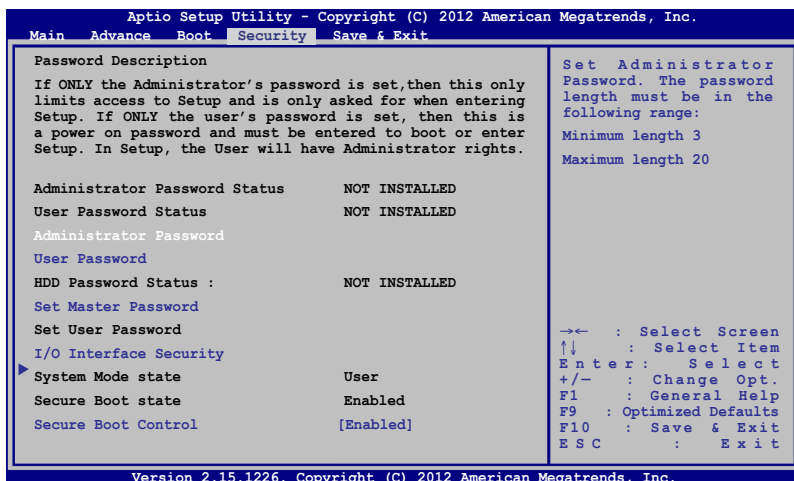 Aptio Setup Utility - Copyright (C) 2012 American Megatrends, Inc.
Main Advance Boot Security Save & Exit
Password Description
If ONLY the Administrator's password is set,then this only
limits access to Setup and is only asked for when entering
Setup. If ONLY the user's password is set, then this is
a power on password and must be entered to boot or enter
Setup. In Setup, the User will have Administrator rights.
Administrator Password Status NOT INSTALLED
User Password Status NOT INSTALLED
Administrator Password
User Password
HDD Password Status : NOT INSTALLED
Set Master Password
Set User Password
I/O Interface Security
System Mode state User
Secure Boot state Enabled
Secure Boot Control [Enabled]
Set Administrator
Password. The password
length must be in the
following range:
Minimum length 3
Maximum length 20
→← : Select Screen
↑↓ : Select Item
Enter: Select
+/— : Change Opt.
F1 : General Help
F9 : Optimized Defaults
F10 : Save & Exit
ESC : Exit
Version 2.15.1226. Copyright (C) 2012 American Megatrends, Inc.